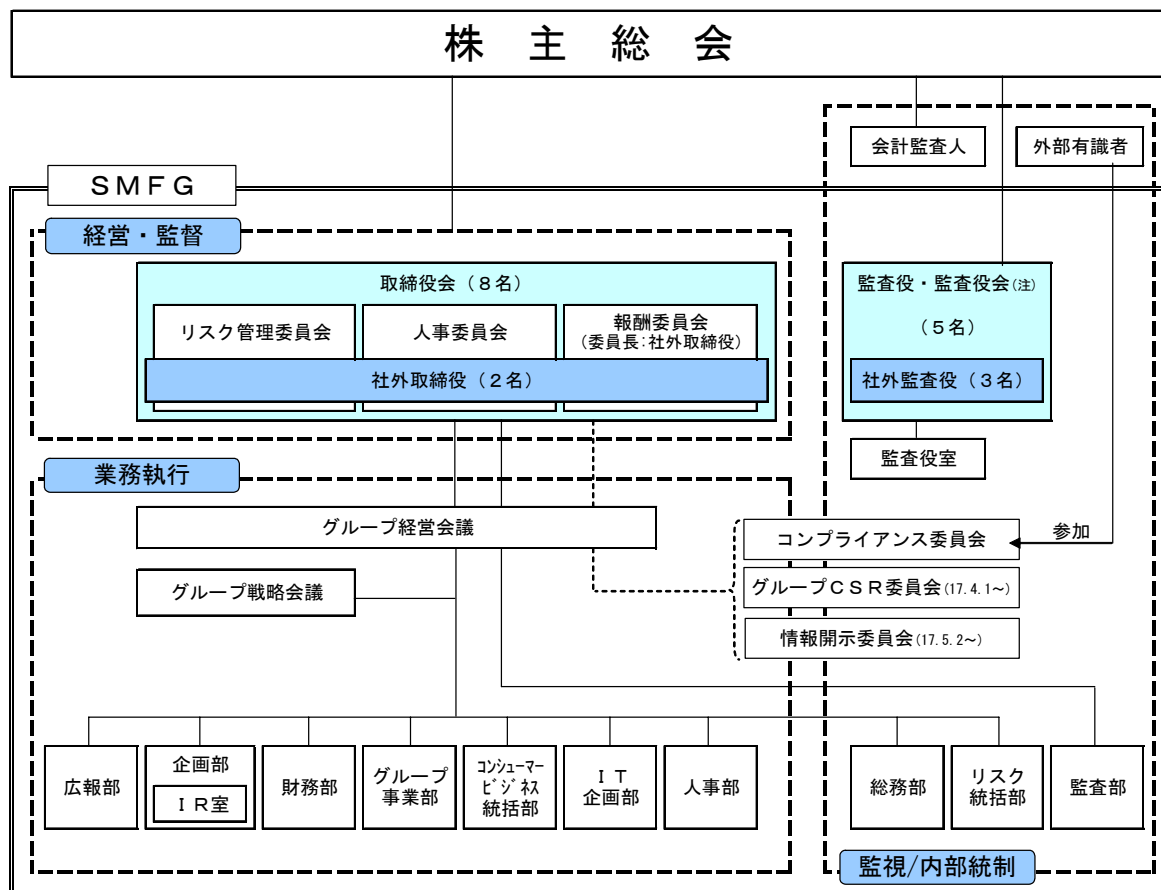 株主総会
会計監査人
外部有識者
SMFG
経営・監督
取締役会(8名)
リスク管理委員会
人事委員会
報酬委員会
(委員長:社外取締役)
社外取締役(2名)
監査役・監査役会(注)
(5名)
社外監査役(3名)
監査役室
業務執行
グループ経営会議
コンプライアンス委員会
参加
グループ戦略会議
グループCSR委員会(17.4.1~)
情報開示委員会(17.5.2~)
広報部
企画部
IR室
財務部
グループ
事業部
コンシューマー
ビジネス
統括部
IT
企画部
人事部
総務部
リスク
統括部
監査部
監視/内部統制